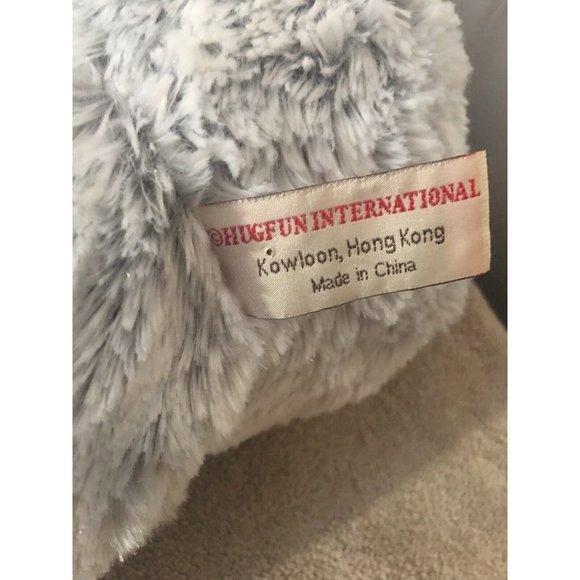 ©HUGFUN INTERNATIONAL
Kowloon, Hong Kong
Made in China